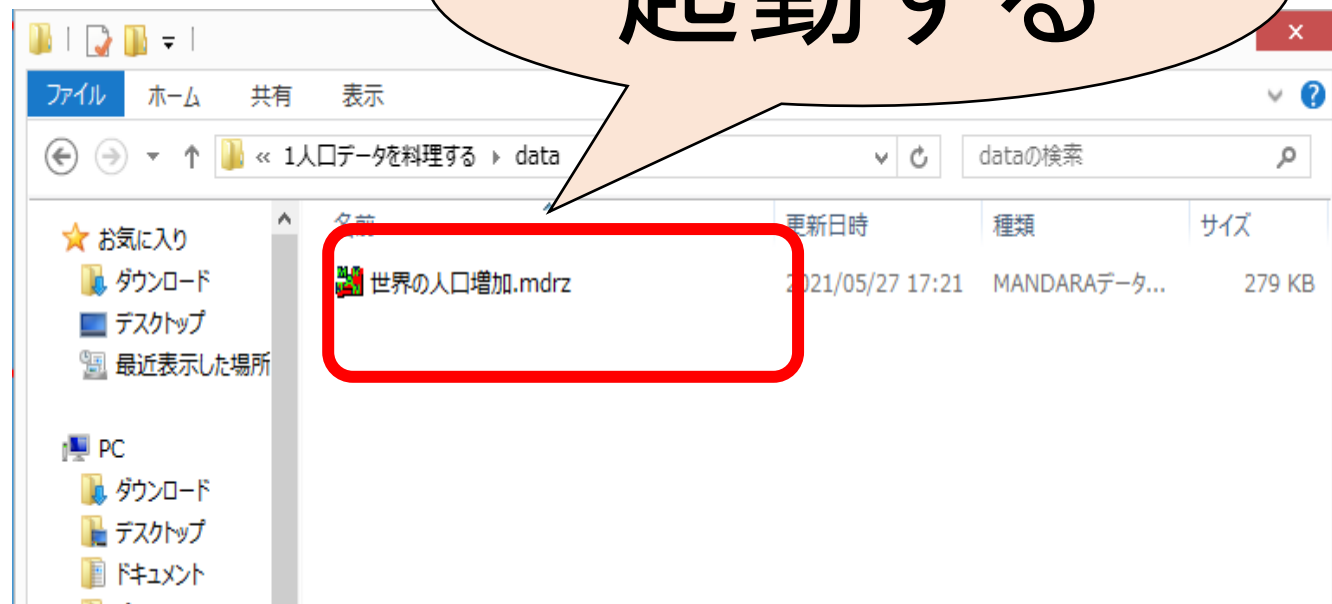 起動する
ファイル ホーム 共有 表示
« 1人口データを料理する data dataの検索
お気に入り
ダウンロード
デスクトップ
最近表示した場所
PC
ダウンロード
デスクトップ
ドキュメント
名前 更新日時 種類 サイズ
世界の人口増加.mdrz 2021/05/27 17:21 MANDARAデータ... 279 KB